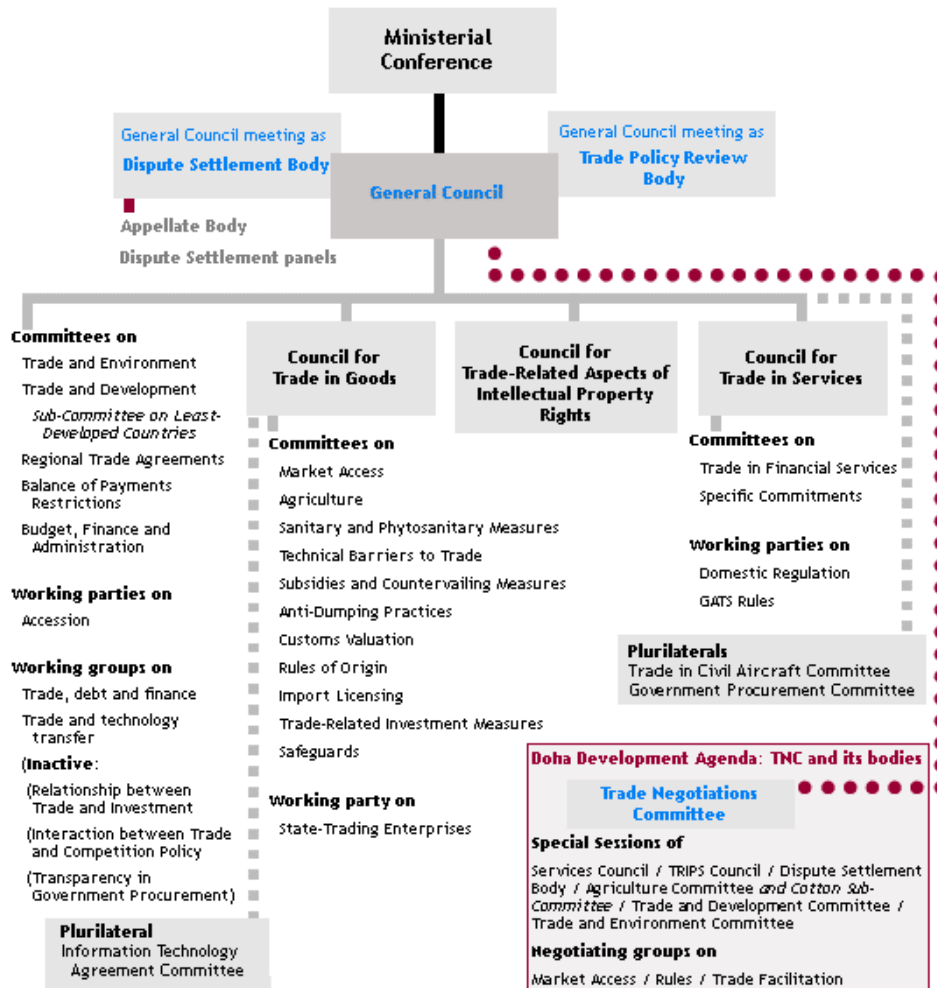 Ministerial
Conference
General Council meeting as
Dispute Settlement Body
General Council meeting as
Trade Policy Review
Body
General Council
Appellate Body
Dispute Settlement panels
Committees on
Trade and Environment
Trade and Development
Sub-Committee on Least-
Developed Countries
Regional Trade Agreements
Balance of Payments
Restrictions
Budget, Finance and
Administration
Working parties on
Accession
Working groups on
Trade, debt and finance
Trade and technology
transfer
(Inactive:
(Relationship between
Trade and Investment
(Interaction between Trade
and Competition Policy
(Transparency in
Government Procurement)
Plurilateral
Information Technology
Agreement Committee
Council for
Trade in Goods
Committees on
Market Access
Agriculture
Sanitary and Phytosanitary Measures
Technical Barriers to Trade
Subsidies and Countervailing Measures
Anti-Dumping Practices
Customs Valuation
Rules of Origin
Import Licensing
Trade-Related Investment Measures
Safeguards
Working party on
State-Trading Enterprises
Council for
Trade-Related Aspects of
Intellectual Property
Rights
Council for
Trade in Services
Committees on
Trade in Financial Services
Specific Commitments
Working parties on
Domestic Regulation
GATS Rules
Plurilaterals
Trade in Civil Aircraft Committee
Government Procurement Committee
Doha Development Agenda: TNC and its bodies
Trade Negotiations
Committee
Special Sessions of
Services Council / TRIPS Council / Dispute Settlement
Body / Agriculture Committee and Cotton Sub-
Committee / Trade and Development Committee /
Trade and Environment Committee
Negotiating groups on
Market Access / Rules / Trade Facilitation